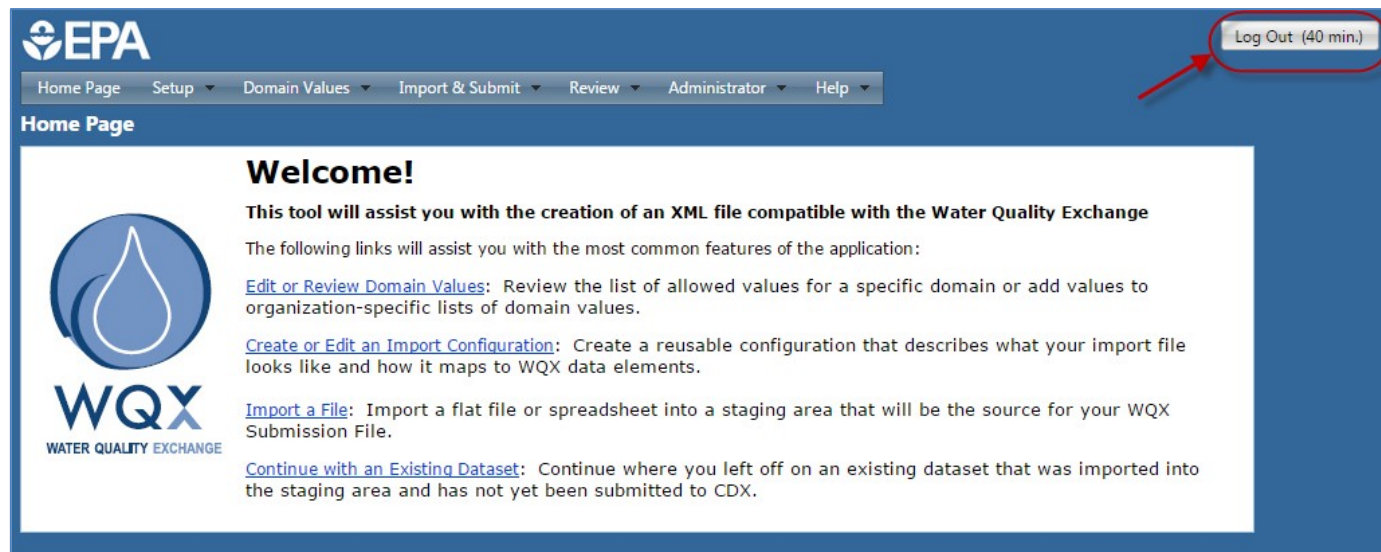 EPA
Log Out (40 min.)
Home Page Setup Domain Values Import & Submit Review Administrator Help
Home Page
Welcome!
This tool will assist you with the creation of an XML file compatible with the Water Quality Exchange
The following links will assist you with the most common features of the application:
Edit or Review Domain Values: Review the list of allowed values for a specific domain or add values to
organization-specific lists of domain values.
Create or Edit an Import Configuration: Create a reusable configuration that describes what your import file
looks like and how it maps to WQX data elements.
Import a File: Import a flat file or spreadsheet into a staging area that will be the source for your WQX
Submission File.
Continue with an Existing Dataset: Continue where you left off on an existing dataset that was imported into
the staging area and has not yet been submitted to CDX.
WQX
WATER QUALITY EXCHANGE